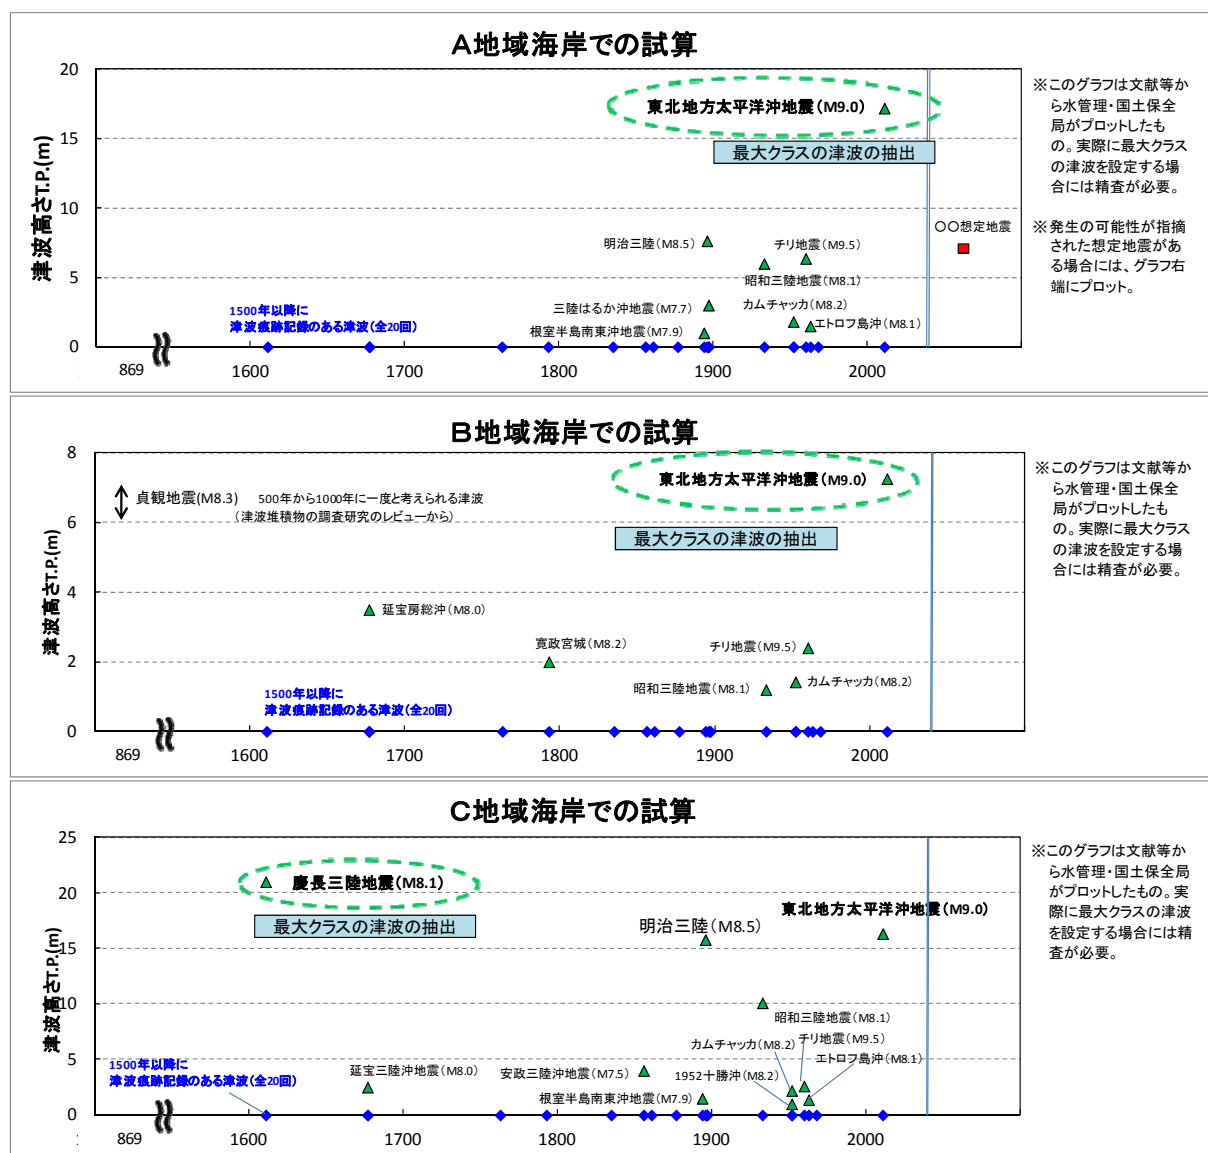 A地域海岸での試算
津波高さT.P.(m)
20
15
10
5
0
東北地方太平洋沖地震(M9.0)
最大クラスの津波の抽出
明治三陸(M8.5)
チリ地震(M9.5)
昭和三陸地震(M8.1)
三陸はるか沖地震(M7.7)
カムチャッカ(M8.2)
根室半島南東沖地震(M7.9)
エトロフ島沖(M8.1)
〇〇想定地震
1500年以降に
津波痕跡記録のある津波(全20回)
869
1600
1700
1800
1900
2000
※このグラフは文献等か
ら水管理・国土保全
局がプロットしたも
の。実際に最大クラス
の津波を設定する場
合には精査が必要。
※発生の可能性が指摘
された想定地震があ
る場合には、グラフ右
端にプロット。
B地域海岸での試算
津波高さT.P.(m)
8
6
4
2
0
東北地方太平洋沖地震(M9.0)
貞観地震(M8.3)
500年から1000年に一度と考えられる津波
(津波堆積物の調査研究のレビューから)
最大クラスの津波の抽出
延宝房総沖(M8.0)
寛政宮城(M8.2)
チリ地震(M9.5)
昭和三陸地震(M8.1)
カムチャッカ(M8.2)
1500年以降に
津波痕跡記録のある津波(全20回)
869
1600
1700
1800
1900
2000
※このグラフは文献等か
ら水管理・国土保全
局がプロットしたも
の。実際に最大クラス
の津波を設定する場
合には精査が必要。
C地域海岸での試算
津波高さT.P.(m)
25
20
15
10
5
0
慶長三陸地震(M8.1)
最大クラスの津波の抽出
東北地方太平洋沖地震(M9.0)
明治三陸(M8.5)
昭和三陸地震(M8.1)
カムチャッカ(M8.2)
チリ地震(M9.5)
エトロフ島沖(M8.1)
1952十勝沖(M8.2)
安政三陸沖地震(M7.5)
根室半島南東沖地震(M7.9)
延宝三陸沖地震(M8.0)
1500年以降に
津波痕跡記録のある津波(全20回)
869
1600
1700
1800
1900
2000
※このグラフは文献等か
ら水管理・国土保全局
がプロットしたもの。実
際に最大クラスの津波
を設定する場合には精
査が必要。